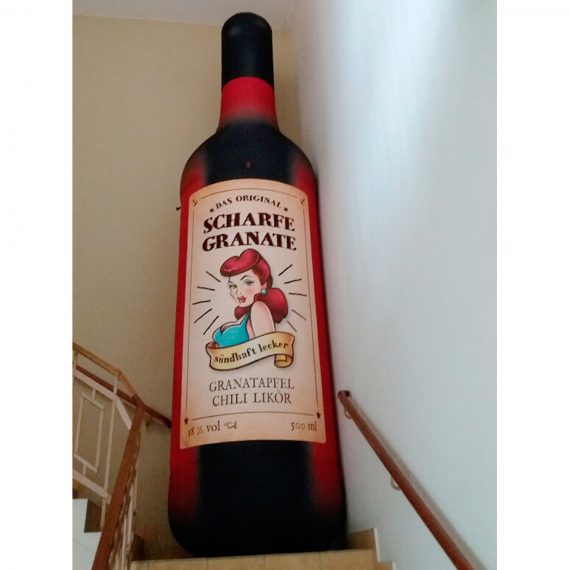 DAS ORIGINAL
SCHARFE
GRANATE
sündhaft lecker
GRANATAPFEL
CHILI LIKÖR
18 % vol 500 ml